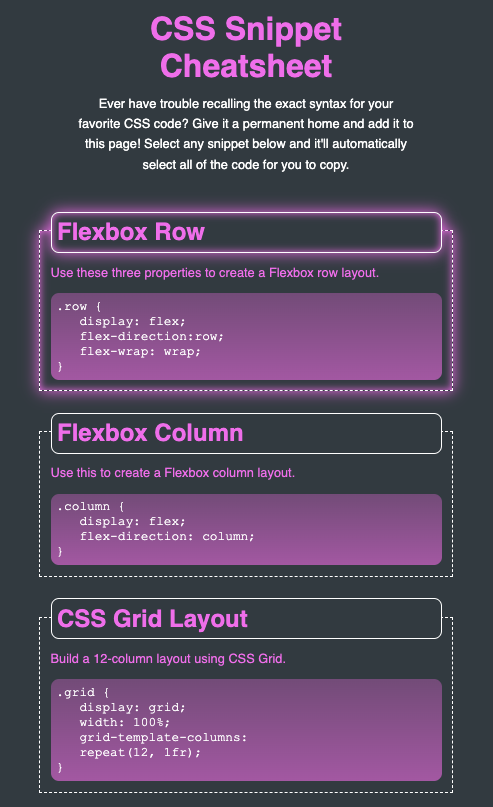 CSS Snippet
Cheatsheet
Ever have trouble recalling the exact syntax for your
favorite CSS code? Give it a permanent home and add it to
this page! Select any snippet below and it'll automatically
select all of the code for you to copy.
Flexbox Row
Use these three properties to create a Flexbox row layout.
.row {
display: flex;
flex-direction:row;
flex-wrap: wrap;
}
Flexbox Column
Use this to create a Flexbox column layout.
.column {
display: flex;
flex-direction: column;
}
CSS Grid Layout
Build a 12-column layout using CSS Grid.
.grid {
display: grid;
width: 100%;
grid-template-columns:
repeat(12, 1fr);
}